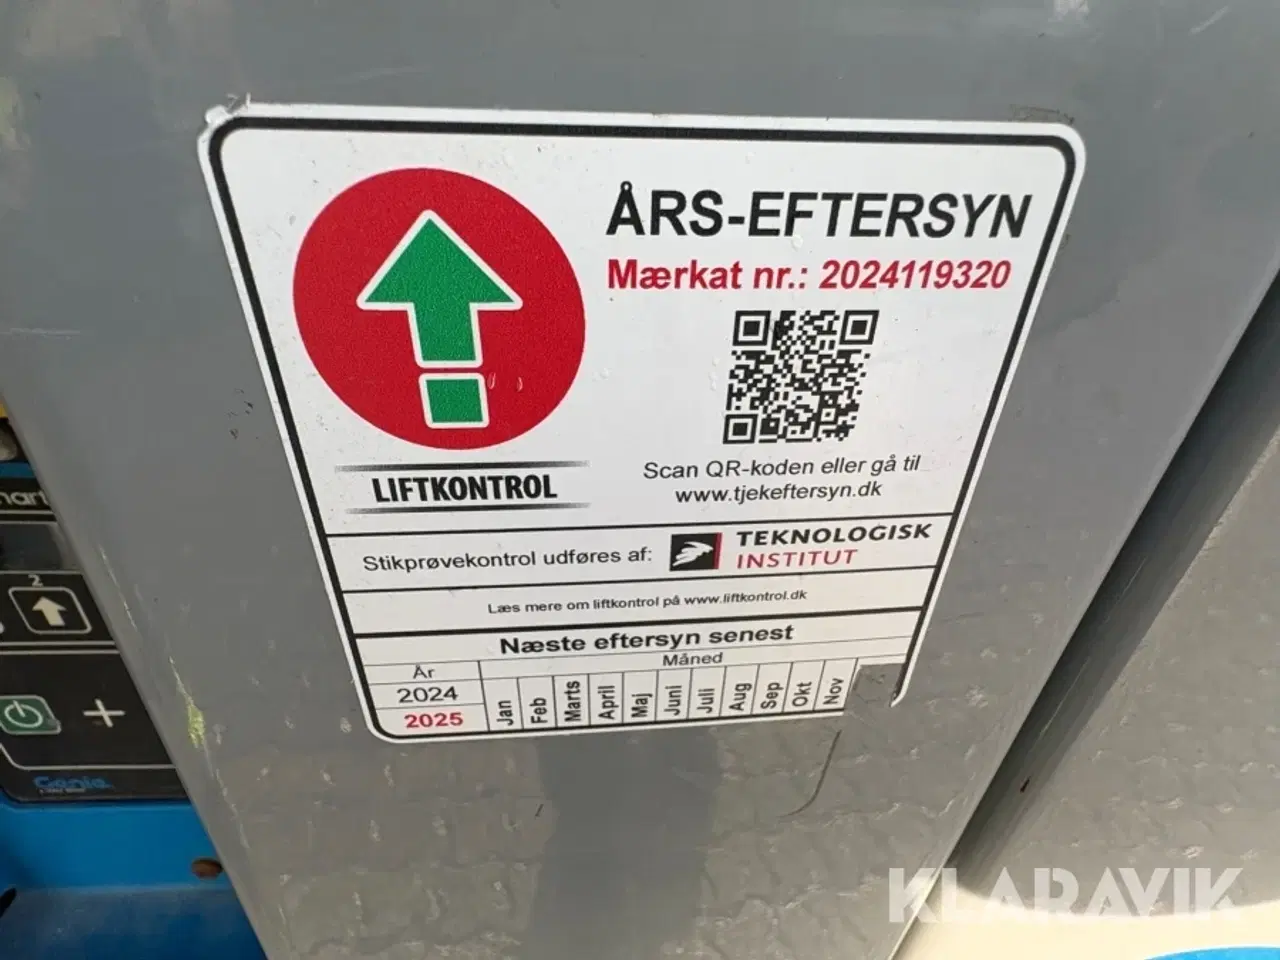 ÅRS-EFTERSYN
Mærkat nr.: 2024119320
LIFTKONTROL
Scan QR-koden eller gå til
www.tjekeftersyn.dk
Stikprøvekontrol udføres af:
TEKNOLOGISK
INSTITUT
Læs mere om liftkontrol på www.liftkontrol.dk
Næste eftersyn senest
År
Måned
2024
2025
Jan
Feb
Marts
April
Maj
Juni
Juli
Aug
Sep
Okt
Nov
2
Genie
KLARAVIK